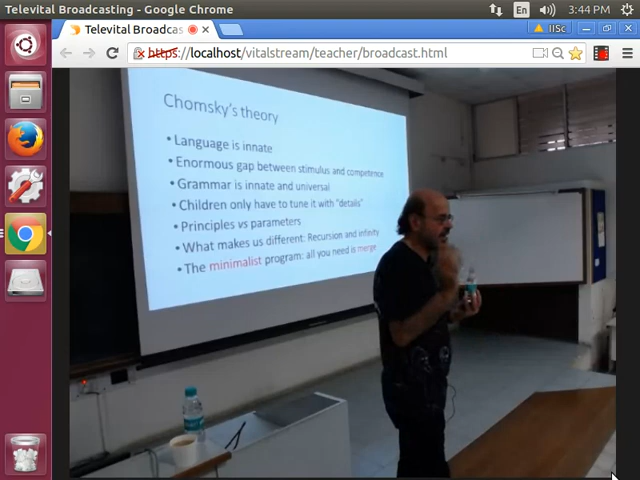 Televital Broadcasting - Google Chrome
En
3:44 PM
Televital Broadcas
IISc
https://localhost/vitalstream/teacher/broadcast.html
Chomsky's theory
• Language is innate
• Enormous gap between stimulus and competence
• Grammar is innate and universal
• Children only have to tune it with "details"
• Principles vs parameters
• What makes us different: Recursion and infinity
• The minimalist program: all you need is merge